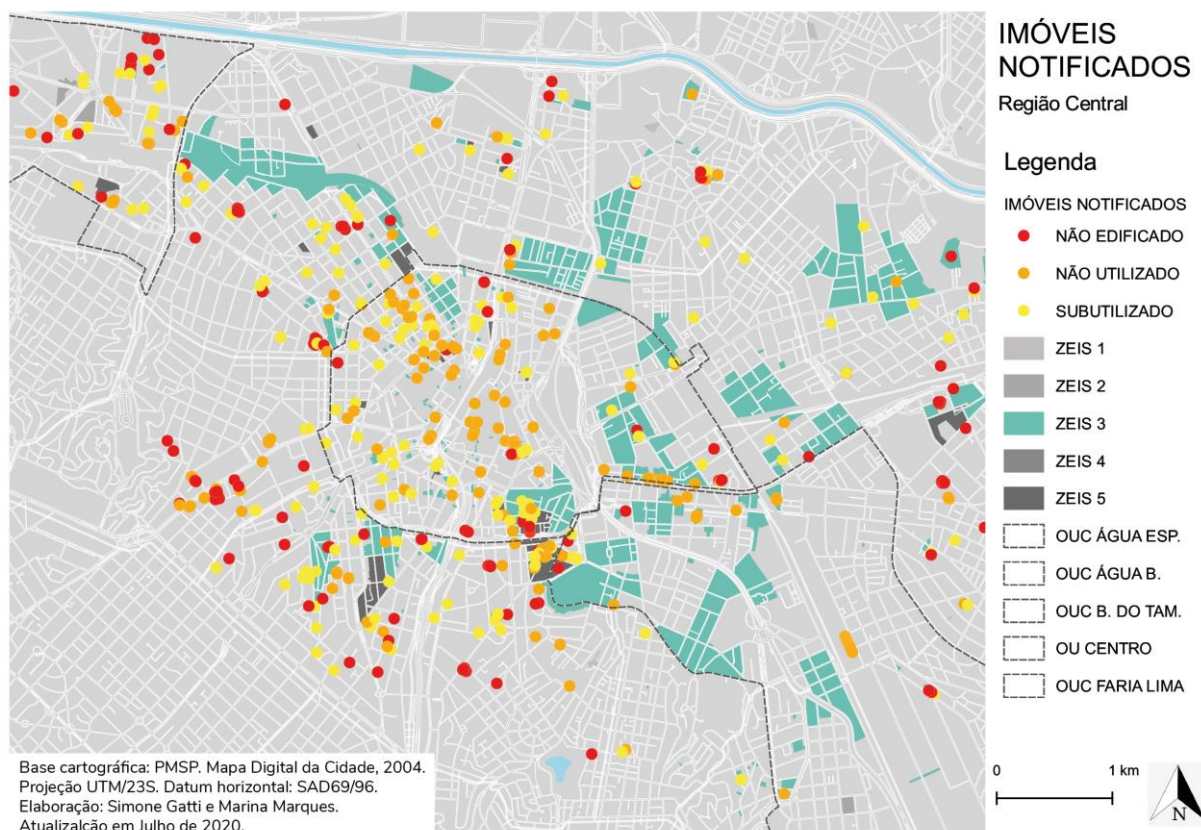 IMÓVEIS
NOTIFICADOS
Região Central
Legenda
IMÓVEIS NOTIFICADOS
NÃO EDIFICADO
NÃO UTILIZADO
SUBUTILIZADO
ZEIS 1
ZEIS 2
ZEIS 3
ZEIS 4
ZEIS 5
OUC ÁGUA ESP.
OUC ÁGUA B.
OUC B. DO TAM.
OU CENTRO
OUC FARIA LIMA
0 1 km
N
Base cartográfica: PMSP. Mapa Digital da Cidade, 2004.
Projeção UTM/23S. Datum horizontal: SAD69/96.
Elaboração: Simone Gatti e Marina Marques.
Atualizalção em Julho de 2020.